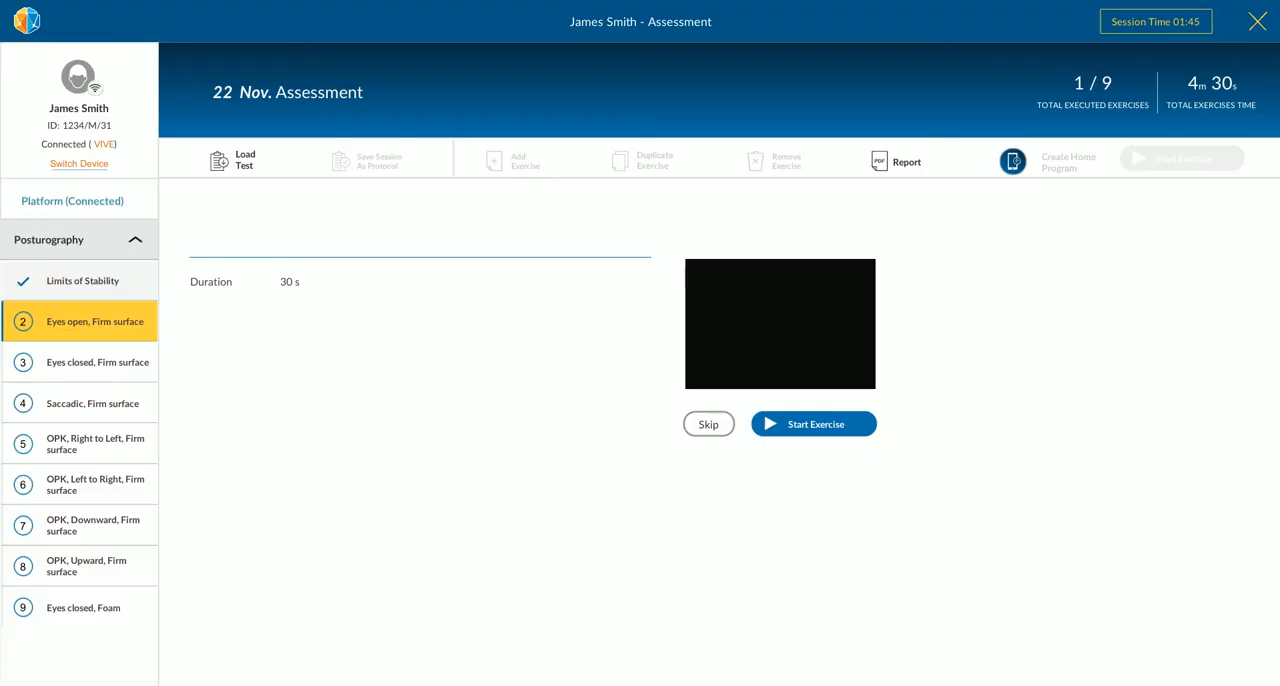 James Smith - Assessment
Session Time 01:45
James Smith
ID: 1234/M/31
Connected ( VIVE)
Switch Device
Platform (Connected)
Posturography
Limits of Stability
2 Eyes open, Firm surface
3 Eyes closed, Firm surface
4 Saccadic, Firm surface
5 OPK, Right to Left, Firm
surface
6 OPK, Left to Right, Firm
surface
7 OPK, Downward, Firm
surface
8 OPK, Upward, Firm
surface
9 Eyes closed, Foam
22 Nov. Assessment
1 / 9
TOTAL EXECUTED EXERCISES
4m 30s
TOTAL EXERCISES TIME
Load
Test
Save Session
As Protocol
Add
Exercise
Duplicate
Exercise
Remove
Exercise
PDF Report
Create Home
Program
Start Exercise
Duration 30 s
Skip
Start Exercise